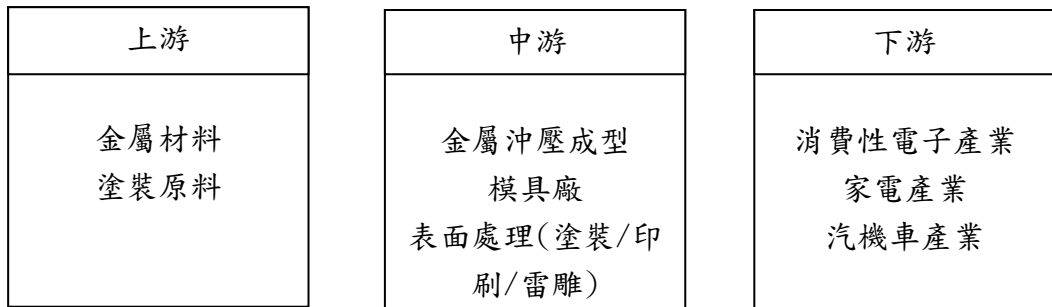 上游
金屬材料
塗裝原料
中游
金屬沖壓成型
模具廠
表面處理(塗裝/印
刷/雷雕)
下游
消費性電子產業
家電產業
汽機車產業